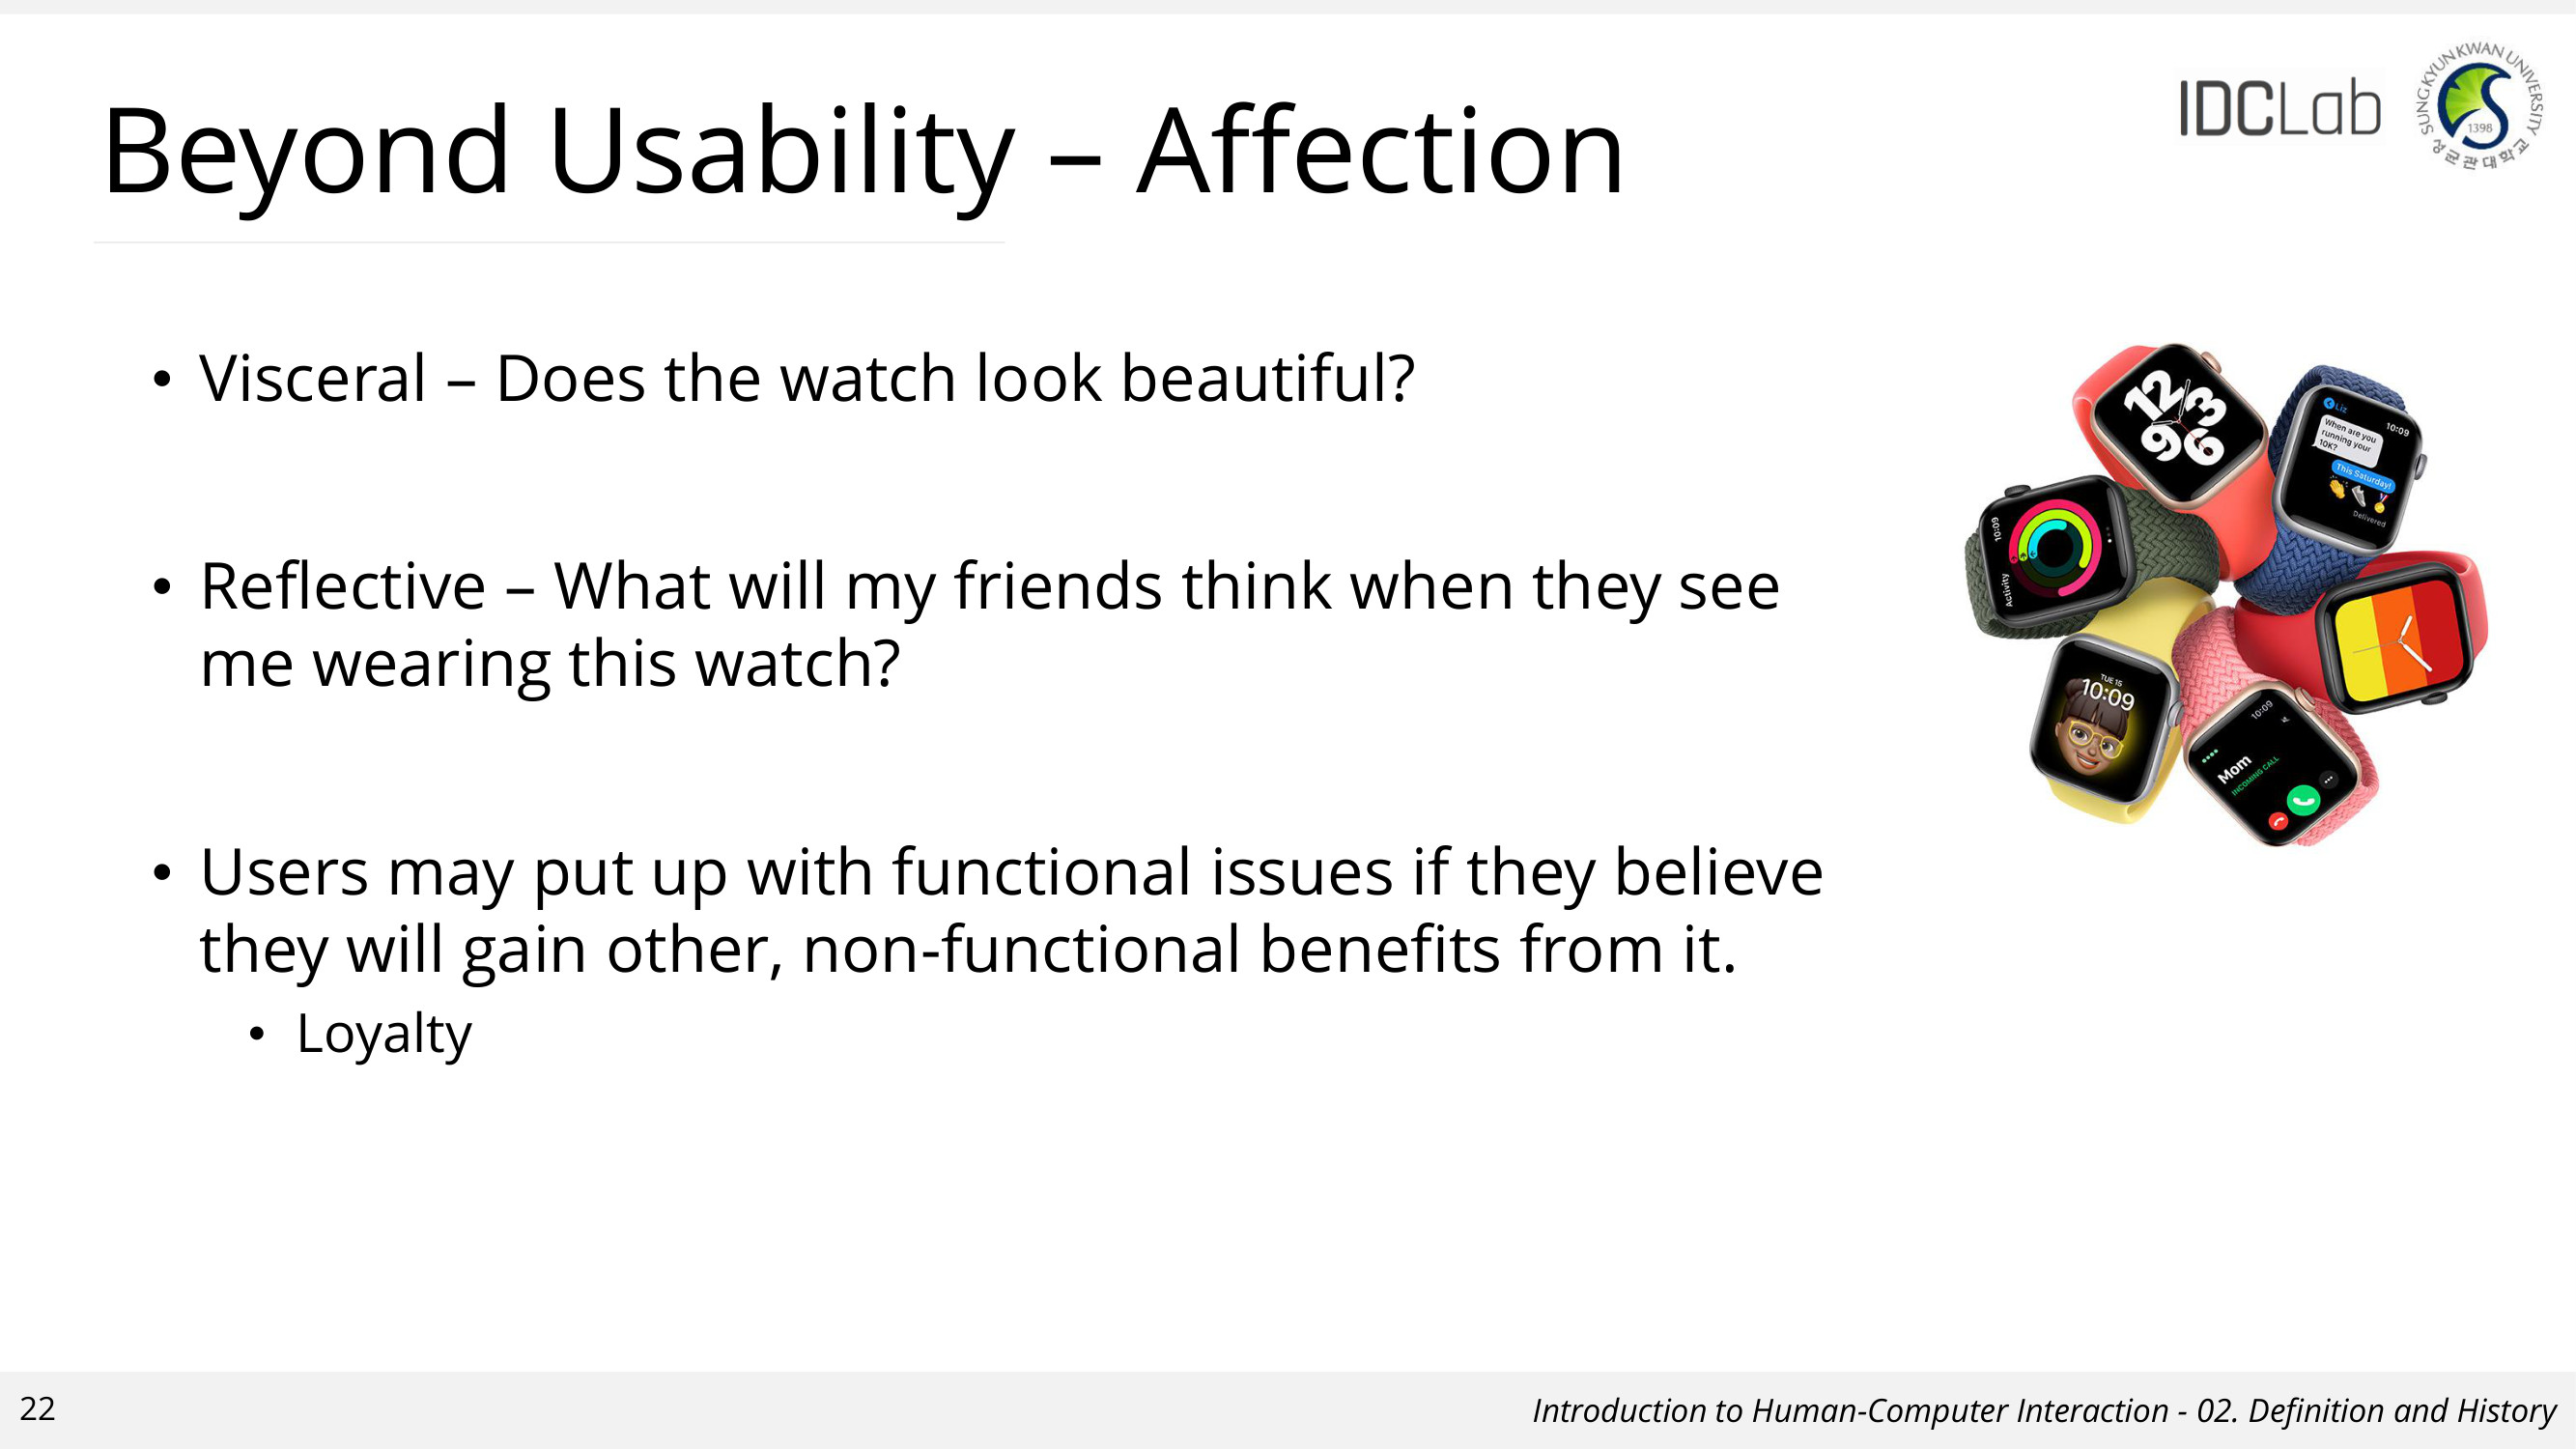 Beyond Usability – Affection
IDCLab
SUNGKYUNKWAN UNIVERSITY
1398
성균관대학교
• Visceral – Does the watch look beautiful?
• Reflective – What will my friends think when they see
me wearing this watch?
• Users may put up with functional issues if they believe
they will gain other, non-functional benefits from it.
• Loyalty
12
3
9
6
Liz
10:09
When are you
running your
10K?
This Saturday!
Delivered
10:09
Activity
TUE 15
10:09
10:09
Mom
INCOMING CALL
22
Introduction to Human-Computer Interaction - 02. Definition and History